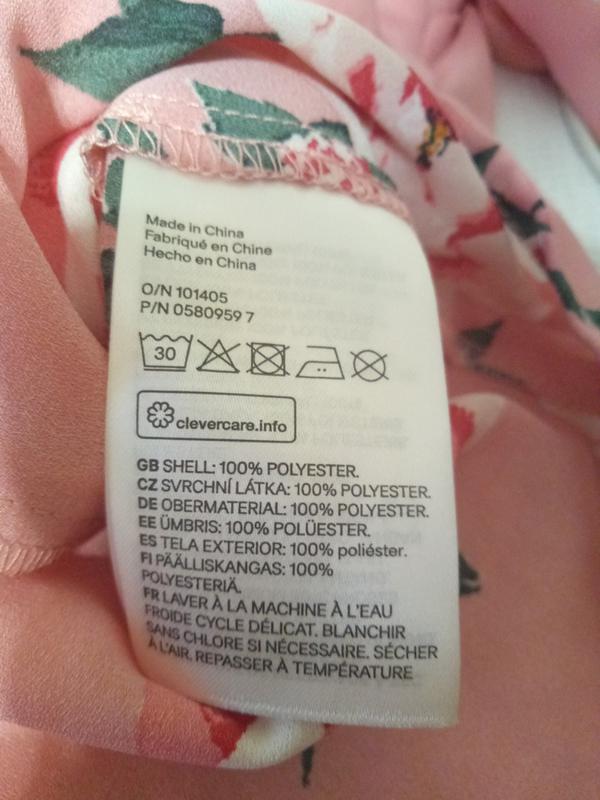 Made in China
Fabriqué en Chine
Hecho en China
O/N 101405
P/N 0580959 7
30
clevercare.info
GB SHELL: 100% POLYESTER.
CZ SVRCHNÍ LÁTKA: 100% POLYESTER.
DE OBERMATERIAL: 100% POLYESTER.
EE ÜMBRIS: 100% POLÜESTER.
ES TELA EXTERIOR: 100% poliéster.
FI PÄÄLLISKANGAS: 100%
POLYESTERIÄ.
FR LAVER À LA MACHINE À L'EAU
FROIDE CYCLE DÉLICAT. BLANCHIR
SANS CHLORE SI NÉCESSAIRE. SÉCHER
À L'AIR. REPASSER À TEMPÉRATURE